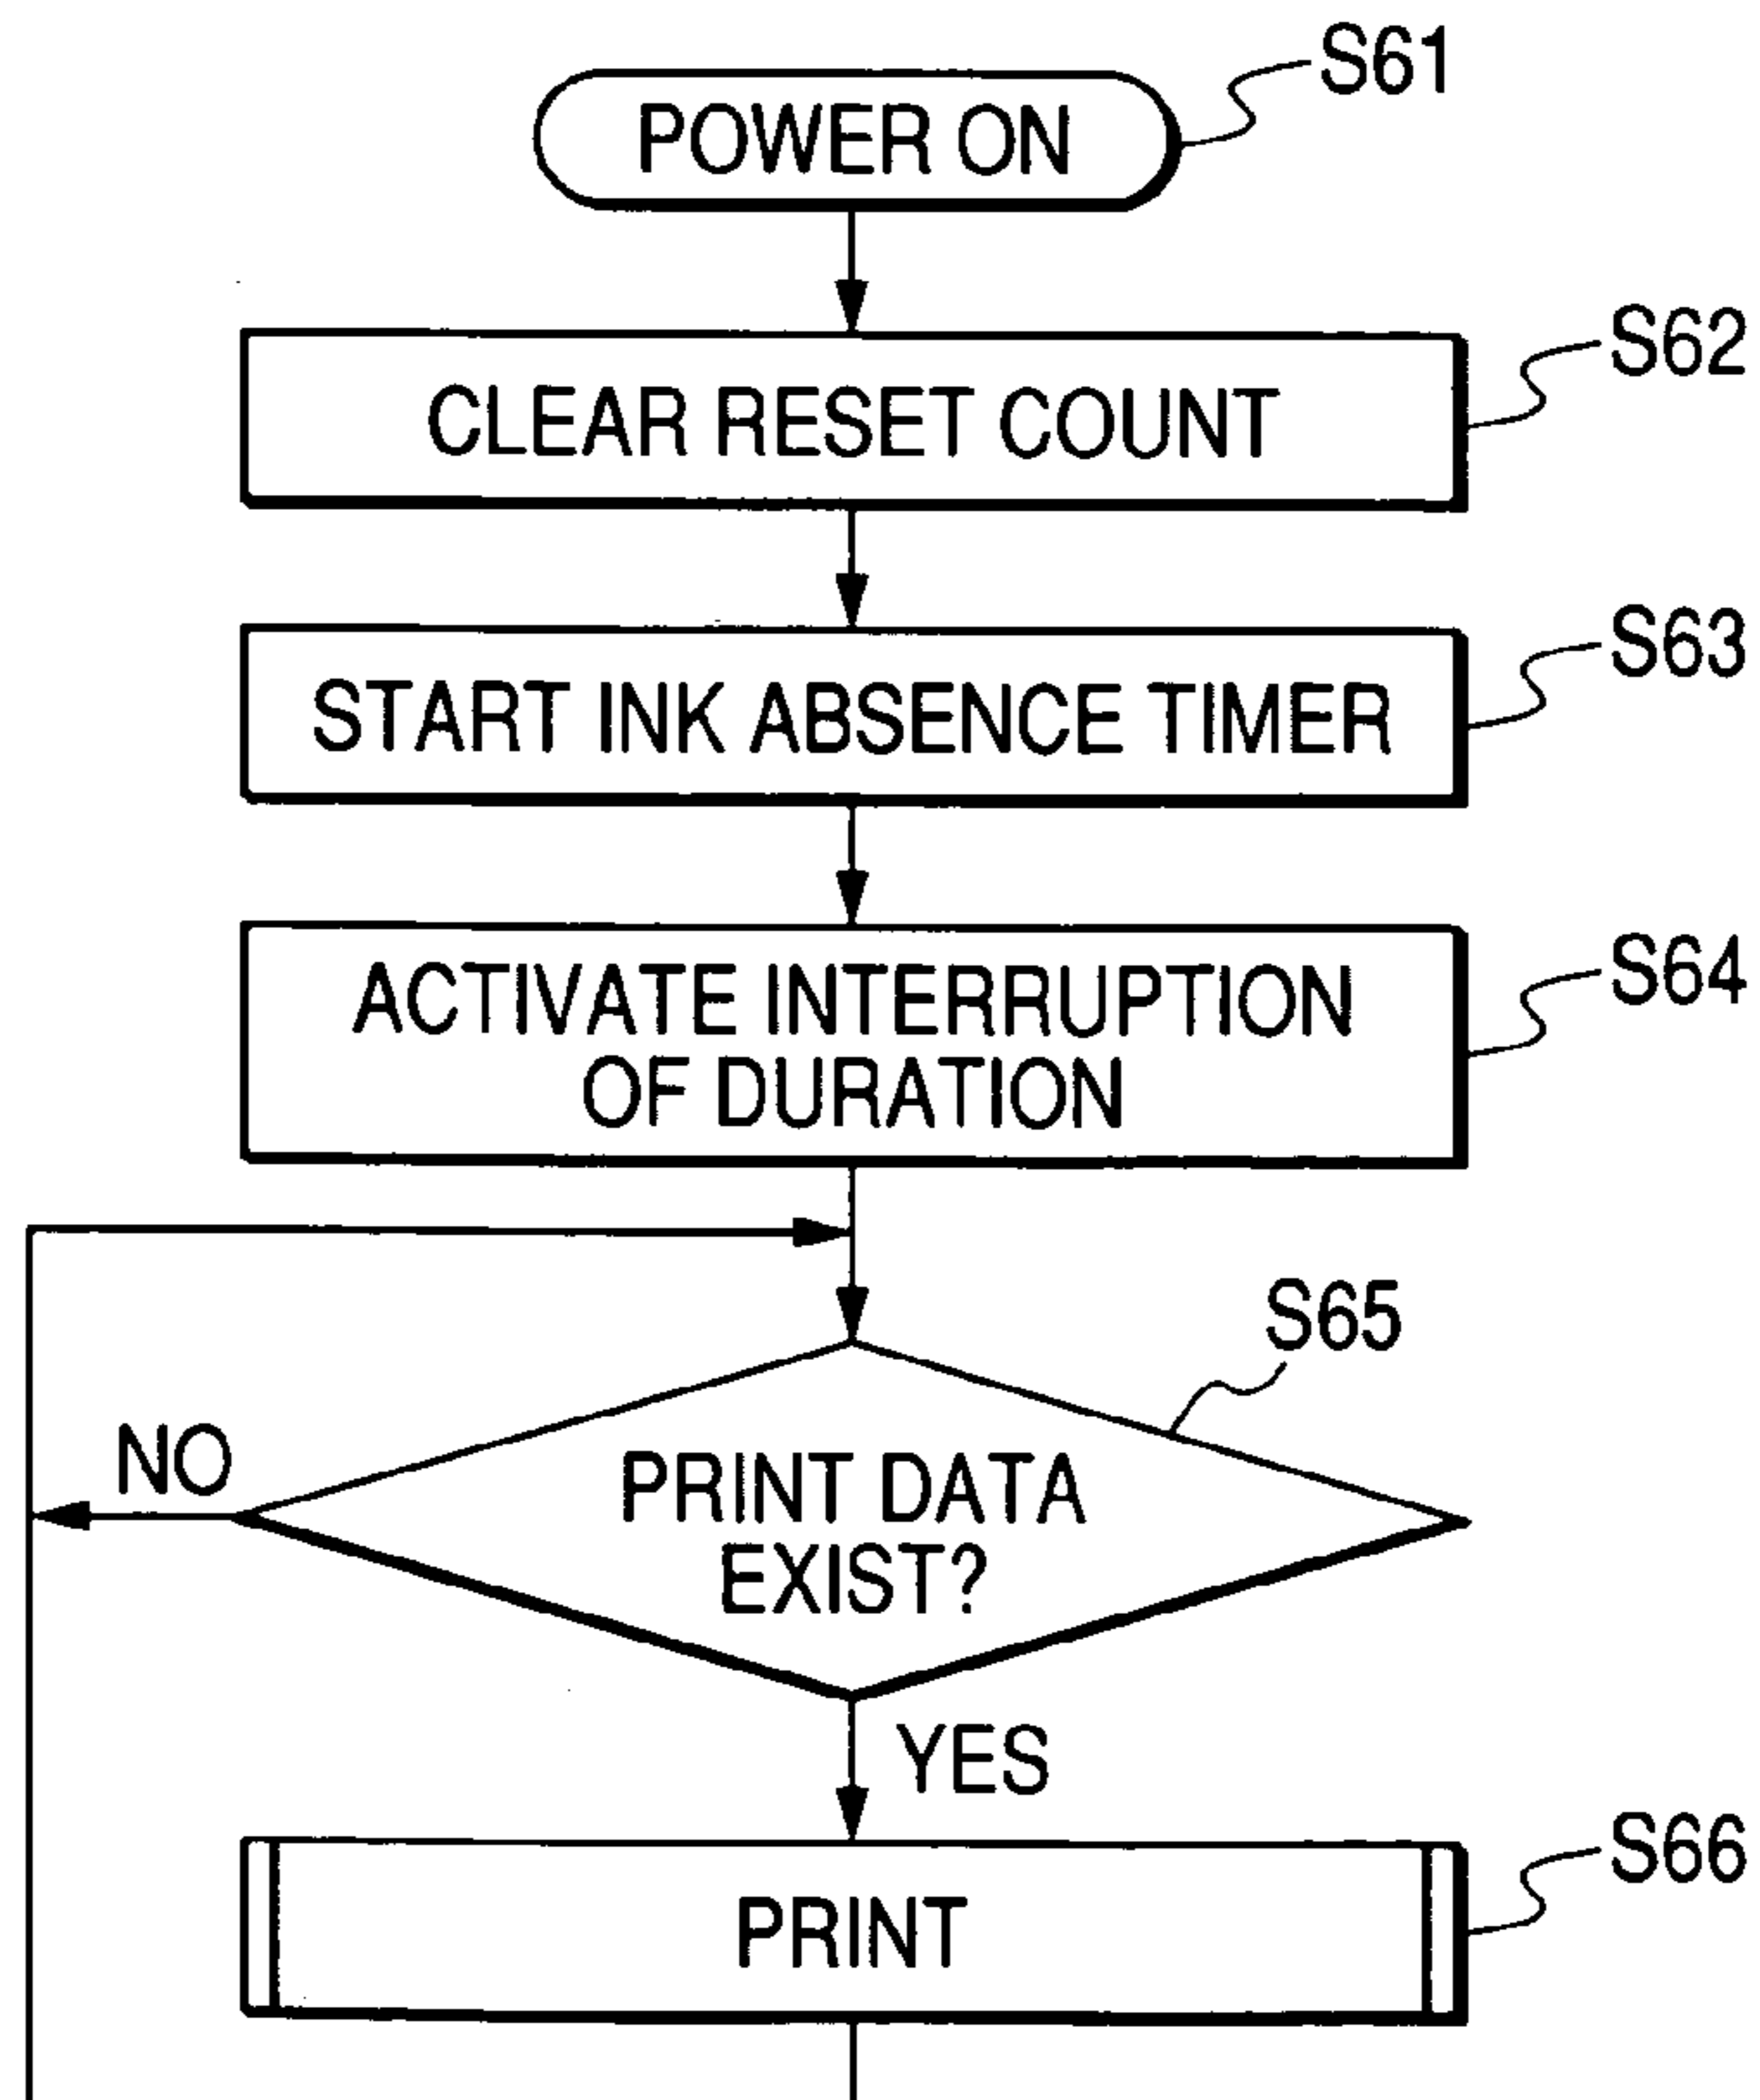 S61
POWER ON
S62
CLEAR RESET COUNT
S63
START INK ABSENCE TIMER
S64
ACTIVATE INTERRUPTION
OF DURATION
S65
NO
PRINT DATA
EXIST?
YES
S66
PRINT